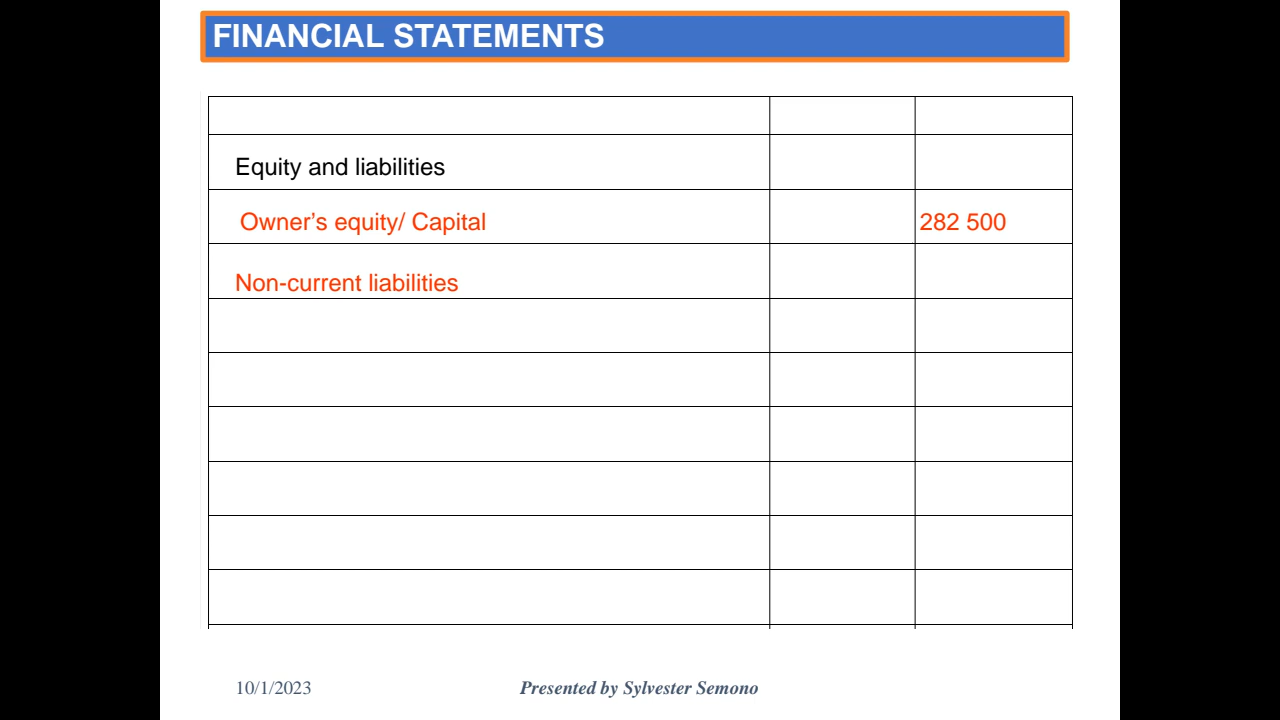 FINANCIAL STATEMENTS
Equity and liabilities
Owner’s equity/ Capital 282 500
Non-current liabilities
10/1/2023 Presented by Sylvester Semono